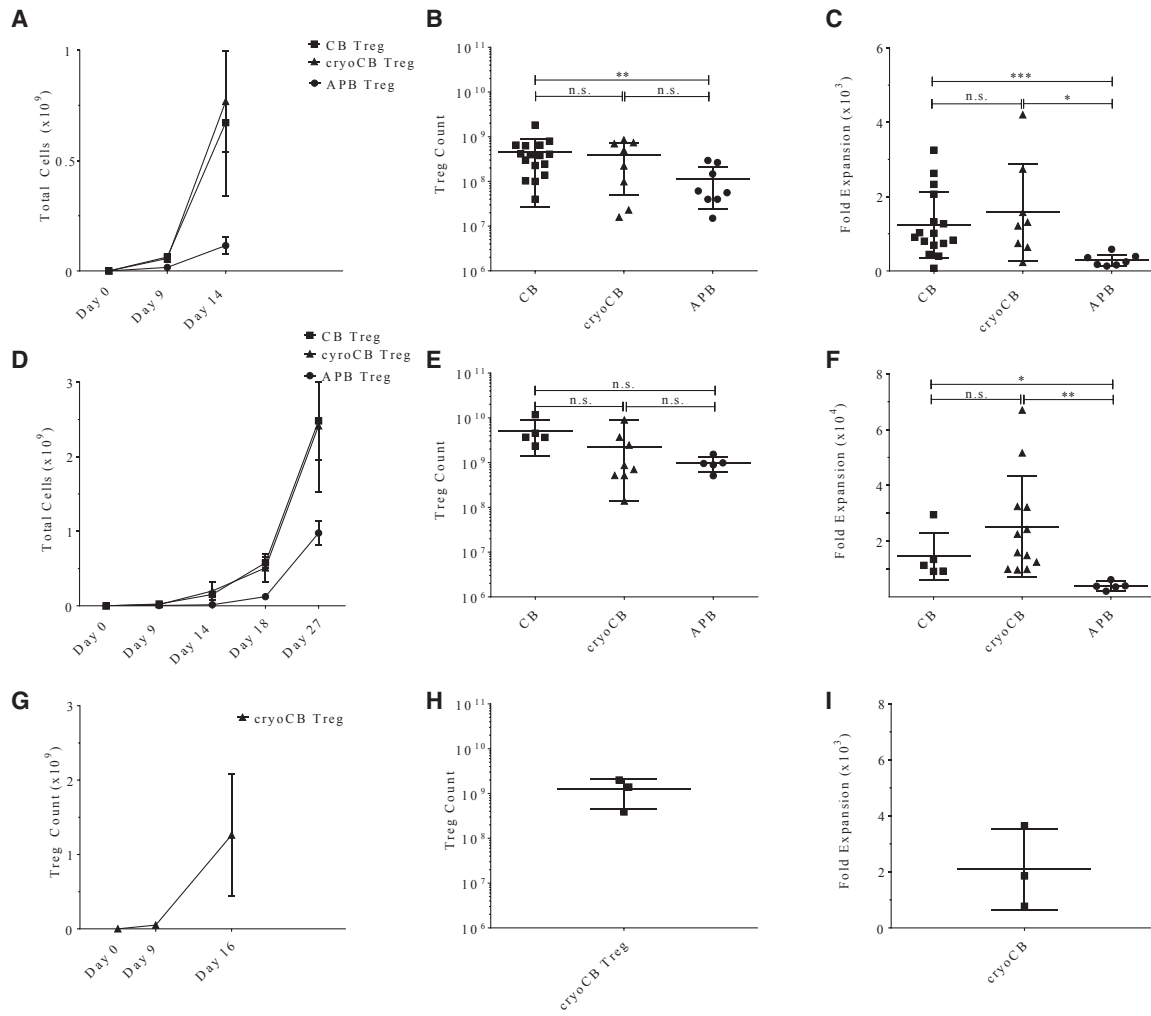 A
CB Treg
cryoCB Treg
APB Treg
Total Cells (x10⁹)
1
0.5
0
Day 0
Day 9
Day 14
B
Treg Count
10¹¹
10¹⁰
10⁹
10⁸
10⁷
10⁶
**
n.s.
n.s.
CB
cryoCB
APB
C
Fold Expansion (x10³)
6
4
2
0
***
n.s.
*
CB
cryoCB
APB
D
CB Treg
cyroCB Treg
APB Treg
Total Cells (x10⁹)
3
2
1
0
Day 0
Day 9
Day 14
Day 18
Day 27
E
Treg Count
10¹¹
10¹⁰
10⁹
10⁸
10⁷
10⁶
n.s.
n.s.
n.s.
CB
cryoCB
APB
F
Fold Expansion (x10⁴)
8
6
4
2
*
n.s.
**
CB
cryoCB
APB
G
cryoCB Treg
Treg Count (x10⁹)
3
2
1
0
Day 0
Day 9
Day 16
H
Treg Count
10¹¹
10¹⁰
10⁹
10⁸
10⁷
10⁶
cryoCB Treg
I
Fold Expansion (x10³)
8
6
4
2
0
cryoCB